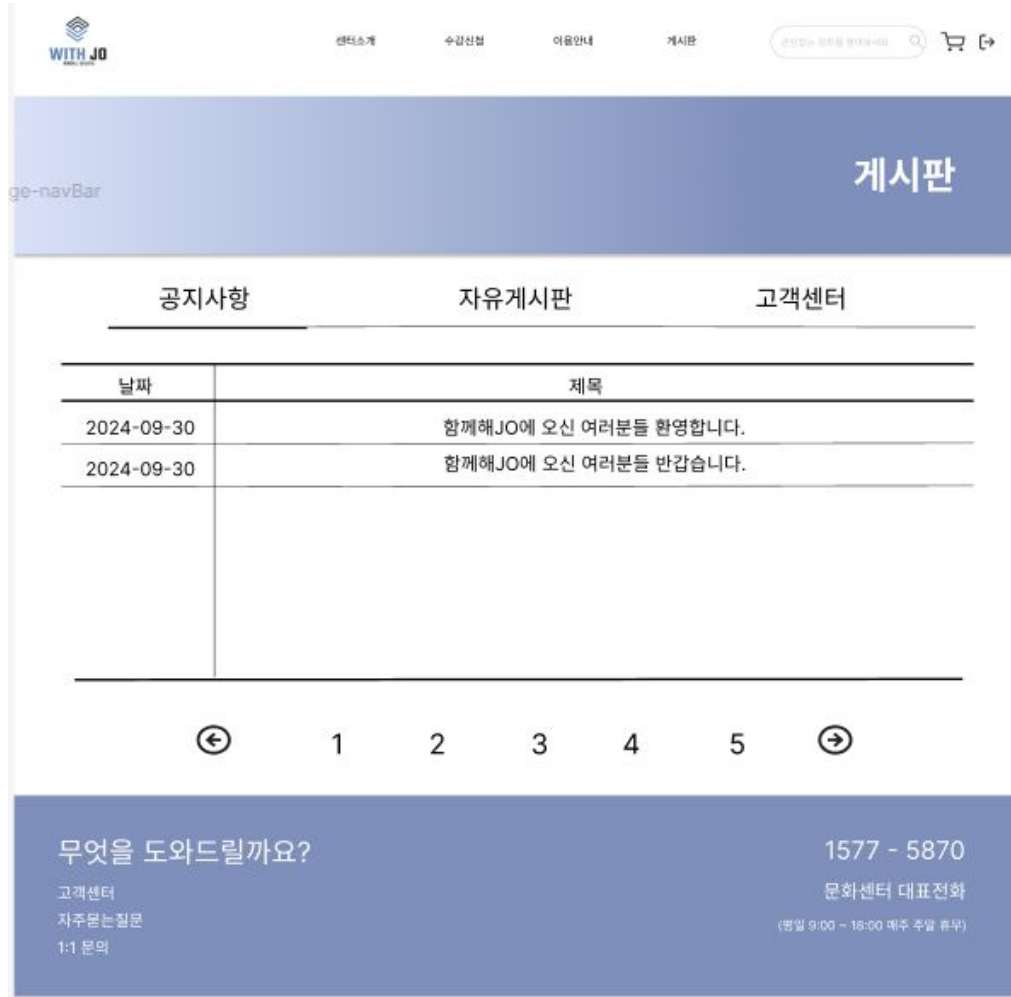 WITH JO
센터소개 수강신청 이용안내 게시판
ge-navBar
게시판
공지사항 자유게시판 고객센터
날짜 제목
2024-09-30 함께해JO에 오신 여러분들 환영합니다.
2024-09-30 함께해JO에 오신 여러분들 반갑습니다.
1 2 3 4 5
무엇을 도와드릴까요? 1577 - 5870
고객센터 문화센터 대표전화
자주묻는질문 (평일 9:00 ~ 18:00 매주 주말 휴무)
1:1 문의